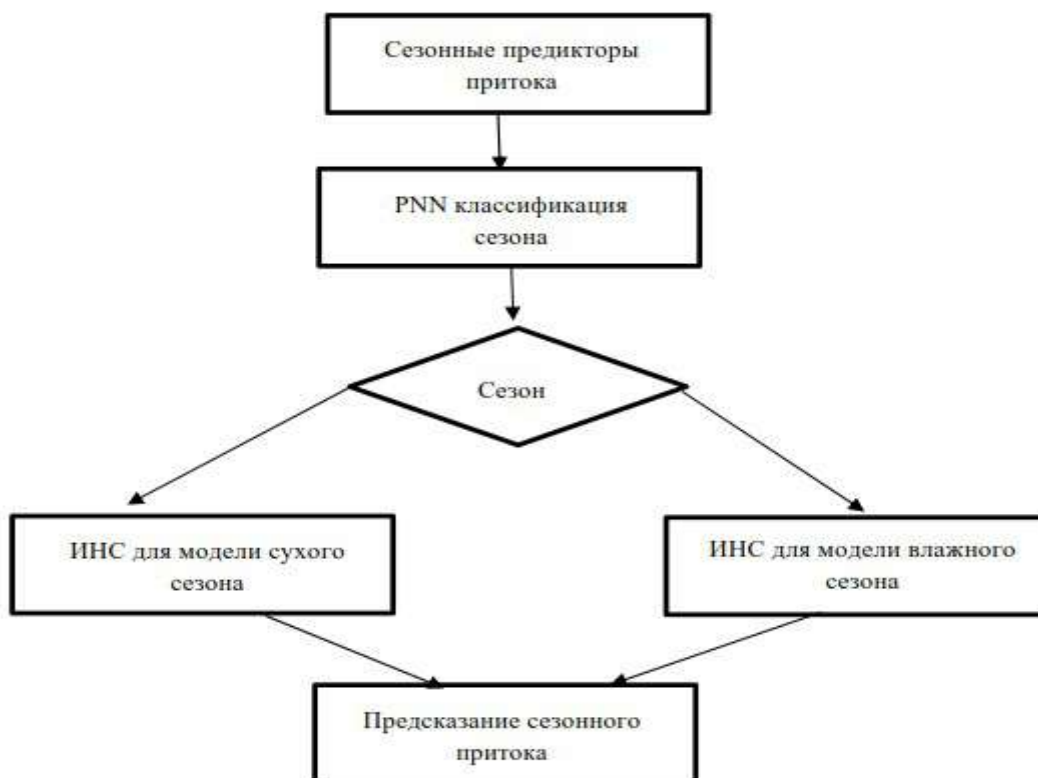 Сезонные предикторы
притока
PNN классификация
сезона
Сезон
ИНС для модели сухого
сезона
ИНС для модели влажного
сезона
Предсказание сезонного
притока